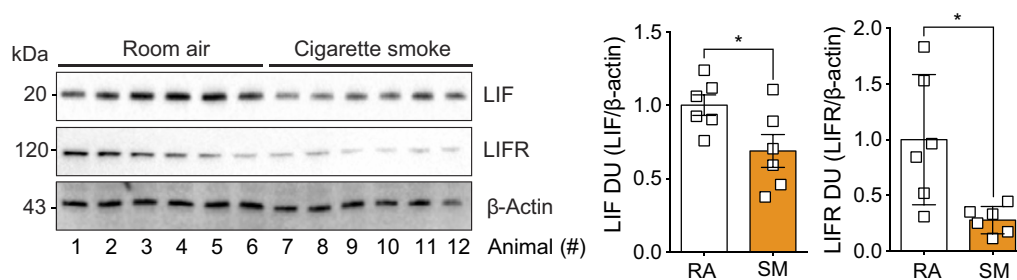 kDa
Room air
Cigarette smoke
20
LIF
120
LIFR
43
β-Actin
1 2 3 4 5 6 7 8 9 10 11 12 Animal (#)
LIF DU (LIF/β-actin)
1.5
1.0
0.5
0.0
*
RA SM
LIFR DU (LIFR/β-actin)
2.0
1.5
1.0
0.5
0.0
*
RA SM